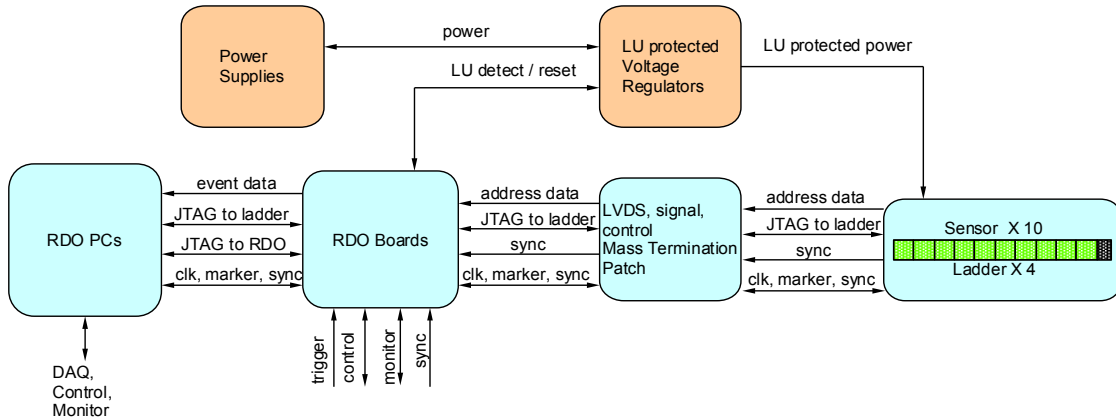 power
LU protected power
Power
Supplies
LU protected
Voltage
Regulators
LU detect / reset
event data
JTAG to ladder
JTAG to RDO
clk, marker, sync
RDO PCs
RDO Boards
address data
JTAG to ladder
sync
clk, marker, sync
LVDS, signal,
control
Mass Termination
Patch
address data
JTAG to ladder
sync
clk, marker, sync
Sensor X 10
Ladder X 4
trigger
control
monitor
sync
DAQ,
Control,
Monitor